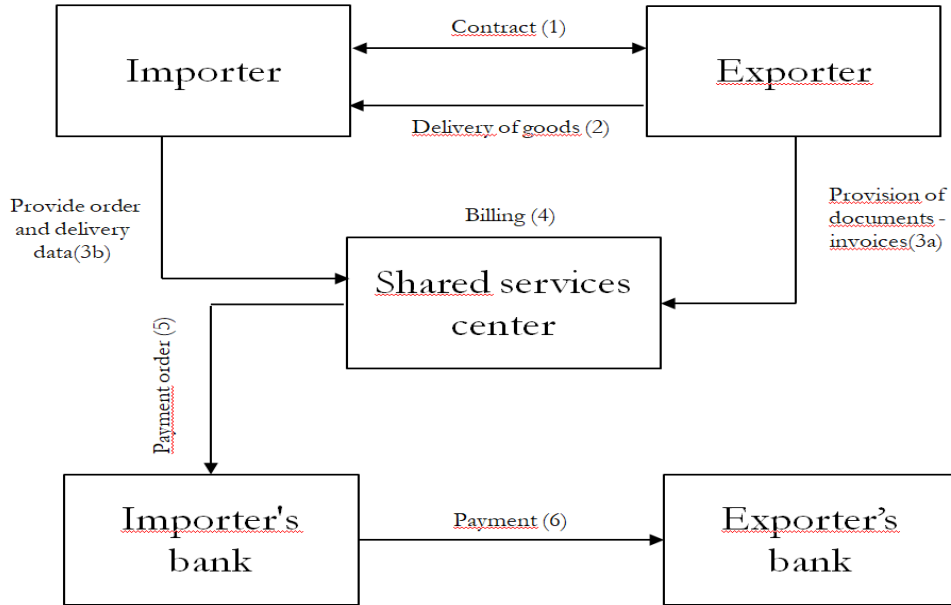 Contract (1)
Importer
Exporter
Delivery of goods (2)
Provide order
and delivery
data(3b)
Billing (4)
Provision of
documents -
invoices(3a)
Shared services
center
Payment order (5)
Importer's
bank
Payment (6)
Exporter’s
bank